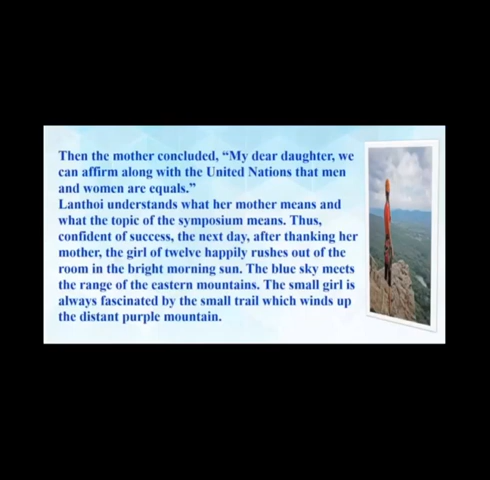 Then the mother concluded, “My dear daughter, we
can affirm along with the United Nations that men
and women are equals.”
Lanthoi understands what her mother means and
what the topic of the symposium means. Thus,
confident of success, the next day, after thanking her
mother, the girl of twelve happily rushes out of the
room in the bright morning sun. The blue sky meets
the range of the eastern mountains. The small girl is
always fascinated by the small trail which winds up
the distant purple mountain.